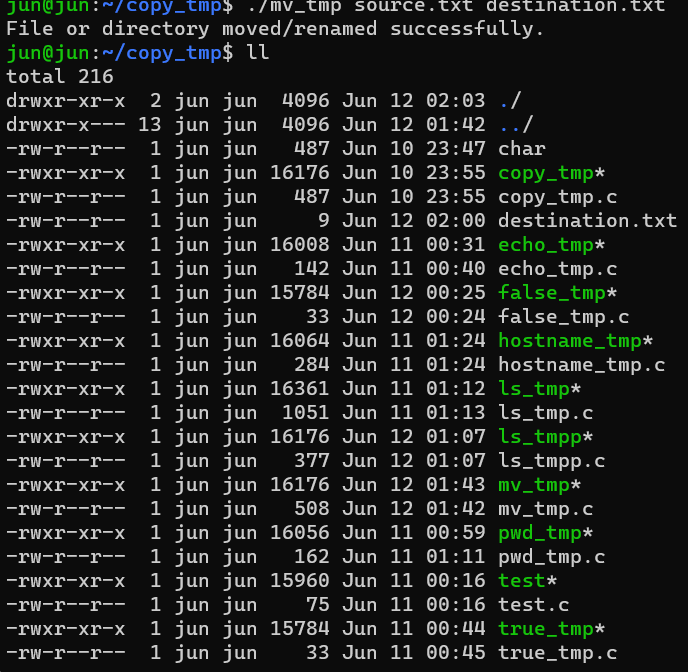 jun@jun:~/copy_tmp$ ./mv_tmp source.txt destination.txt
File or directory moved/renamed successfully.
jun@jun:~/copy_tmp$ ll
total 216
drwxr-xr-x  2 jun jun  4096 Jun 12 02:03 ./
drwxr-x--- 13 jun jun  4096 Jun 12 01:42 ../
-rw-r--r--  1 jun jun   487 Jun 10 23:47 char
-rwxr-xr-x  1 jun jun 16176 Jun 10 23:55 copy_tmp*
-rw-r--r--  1 jun jun   487 Jun 10 23:55 copy_tmp.c
-rw-r--r--  1 jun jun     9 Jun 12 02:00 destination.txt
-rwxr-xr-x  1 jun jun 16008 Jun 11 00:31 echo_tmp*
-rw-r--r--  1 jun jun   142 Jun 11 00:40 echo_tmp.c
-rwxr-xr-x  1 jun jun 15784 Jun 12 00:25 false_tmp*
-rw-r--r--  1 jun jun    33 Jun 12 00:24 false_tmp.c
-rwxr-xr-x  1 jun jun 16064 Jun 11 01:24 hostname_tmp*
-rw-r--r--  1 jun jun   284 Jun 11 01:24 hostname_tmp.c
-rwxr-xr-x  1 jun jun 16361 Jun 11 01:12 ls_tmp*
-rw-r--r--  1 jun jun  1051 Jun 11 01:13 ls_tmp.c
-rwxr-xr-x  1 jun jun 16176 Jun 12 01:07 ls_tmpp*
-rw-r--r--  1 jun jun   377 Jun 12 01:07 ls_tmpp.c
-rwxr-xr-x  1 jun jun 16176 Jun 12 01:43 mv_tmp*
-rw-r--r--  1 jun jun   508 Jun 12 01:42 mv_tmp.c
-rwxr-xr-x  1 jun jun 16056 Jun 11 00:59 pwd_tmp*
-rw-r--r--  1 jun jun   162 Jun 11 01:11 pwd_tmp.c
-rwxr-xr-x  1 jun jun 15960 Jun 11 00:16 test*
-rw-r--r--  1 jun jun    75 Jun 11 00:16 test.c
-rwxr-xr-x  1 jun jun 15784 Jun 11 00:44 true_tmp*
-rw-r--r--  1 jun jun    33 Jun 11 00:45 true_tmp.c